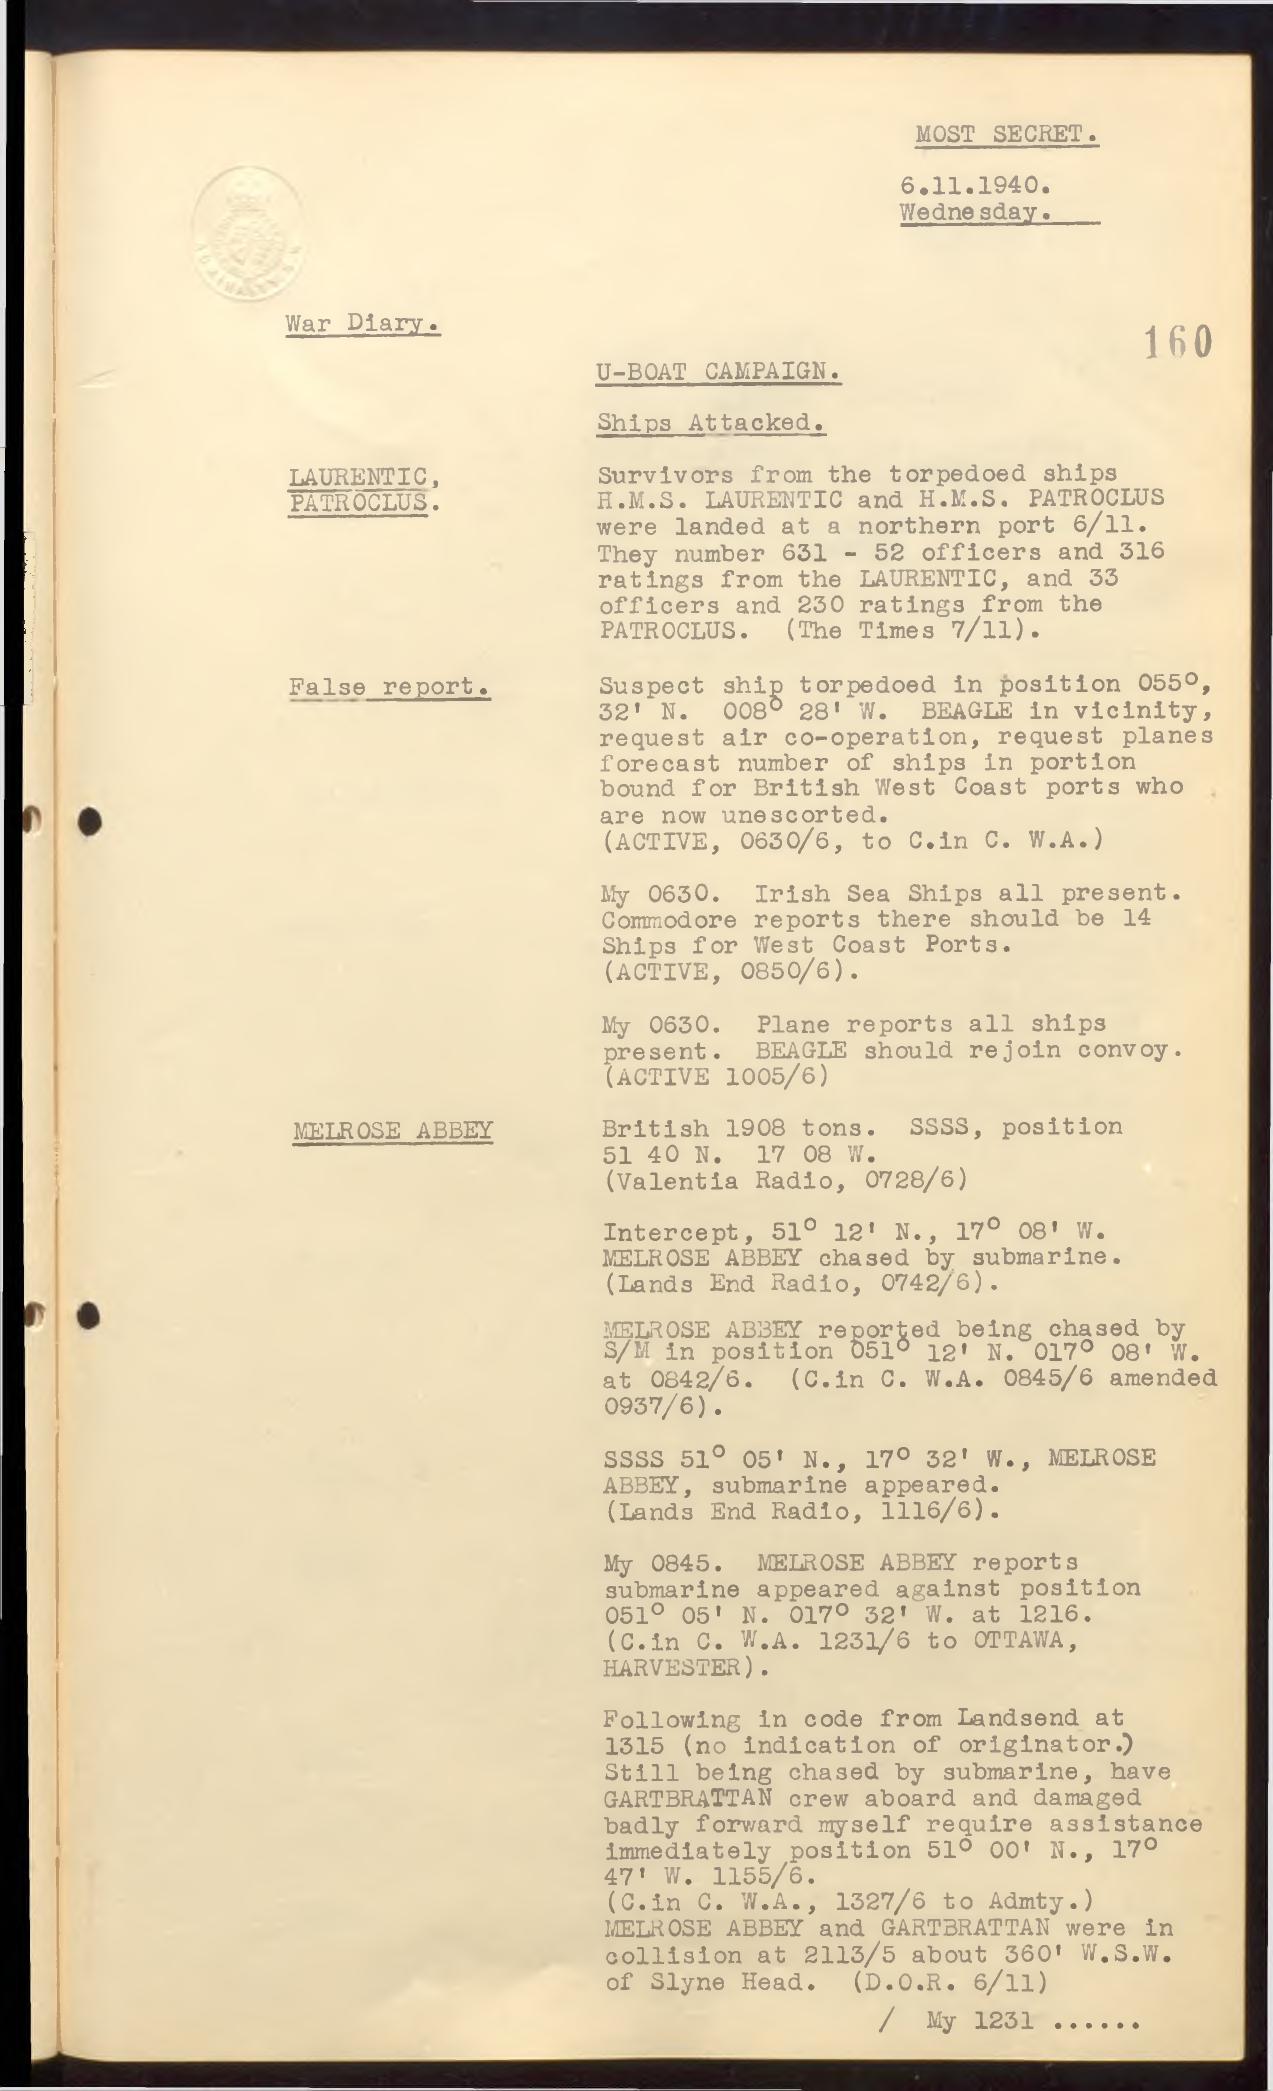 MOST SECRET.
6.11.1940.
Wednesday.
War Diary.
160
U-BOAT CAMPAIGN.
Ships Attacked.
LAURENTIC,
PATROCLUS.
Survivors from the torpedoed ships
H.M.S. LAURENTIC and H.M.S. PATROCLUS
were landed at a northern port 6/11.
They number 631 - 52 officers and 316
ratings from the LAURENTIC, and 33
officers and 230 ratings from the
PATROCLUS. (The Times 7/11).
False report.
Suspect ship torpedoed in position 055°,
32' N. 008° 28' W. BEAGLE in vicinity,
request air co-operation, request planes
forecast number of ships in portion
bound for British West Coast ports who
are now unescorted.
(ACTIVE, 0630/6, to C.in C. W.A.)
My 0630. Irish Sea Ships all present.
Commodore reports there should be 14
Ships for West Coast Ports.
(ACTIVE, 0850/6).
My 0630. Plane reports all ships
present. BEAGLE should rejoin convoy.
(ACTIVE 1005/6)
MELROSE ABBEY
British 1908 tons. SSSS, position
51 40 N. 17 08 W.
(Valentia Radio, 0728/6)
Intercept, 51° 12' N., 17° 08' W.
MELROSE ABBEY chased by submarine.
(Lands End Radio, 0742/6).
MELROSE ABBEY reported being chased by
S/M in position 051° 12' N. 017° 08' W.
at 0842/6. (C.in C. W.A. 0845/6 amended
0937/6).
SSSS 51° 05' N., 17° 32' W., MELROSE
ABBEY, submarine appeared.
(Lands End Radio, 1116/6).
My 0845. MELROSE ABBEY reports
submarine appeared against position
051° 05' N. 017° 32' W. at 1216.
(C.in C. W.A. 1231/6 to OTTAWA,
HARVESTER).
Following in code from Landsend at
1315 (no indication of originator.)
Still being chased by submarine, have
GARTBRATTAN crew aboard and damaged
badly forward myself require assistance
immediately position 51° 00' N., 17°
47' W. 1155/6.
(C.in C. W.A., 1327/6 to Admty.)
MELROSE ABBEY and GARTBRATTAN were in
collision at 2113/5 about 360' W.S.W.
of Slyne Head. (D.O.R. 6/11)
/ My 1231 ......